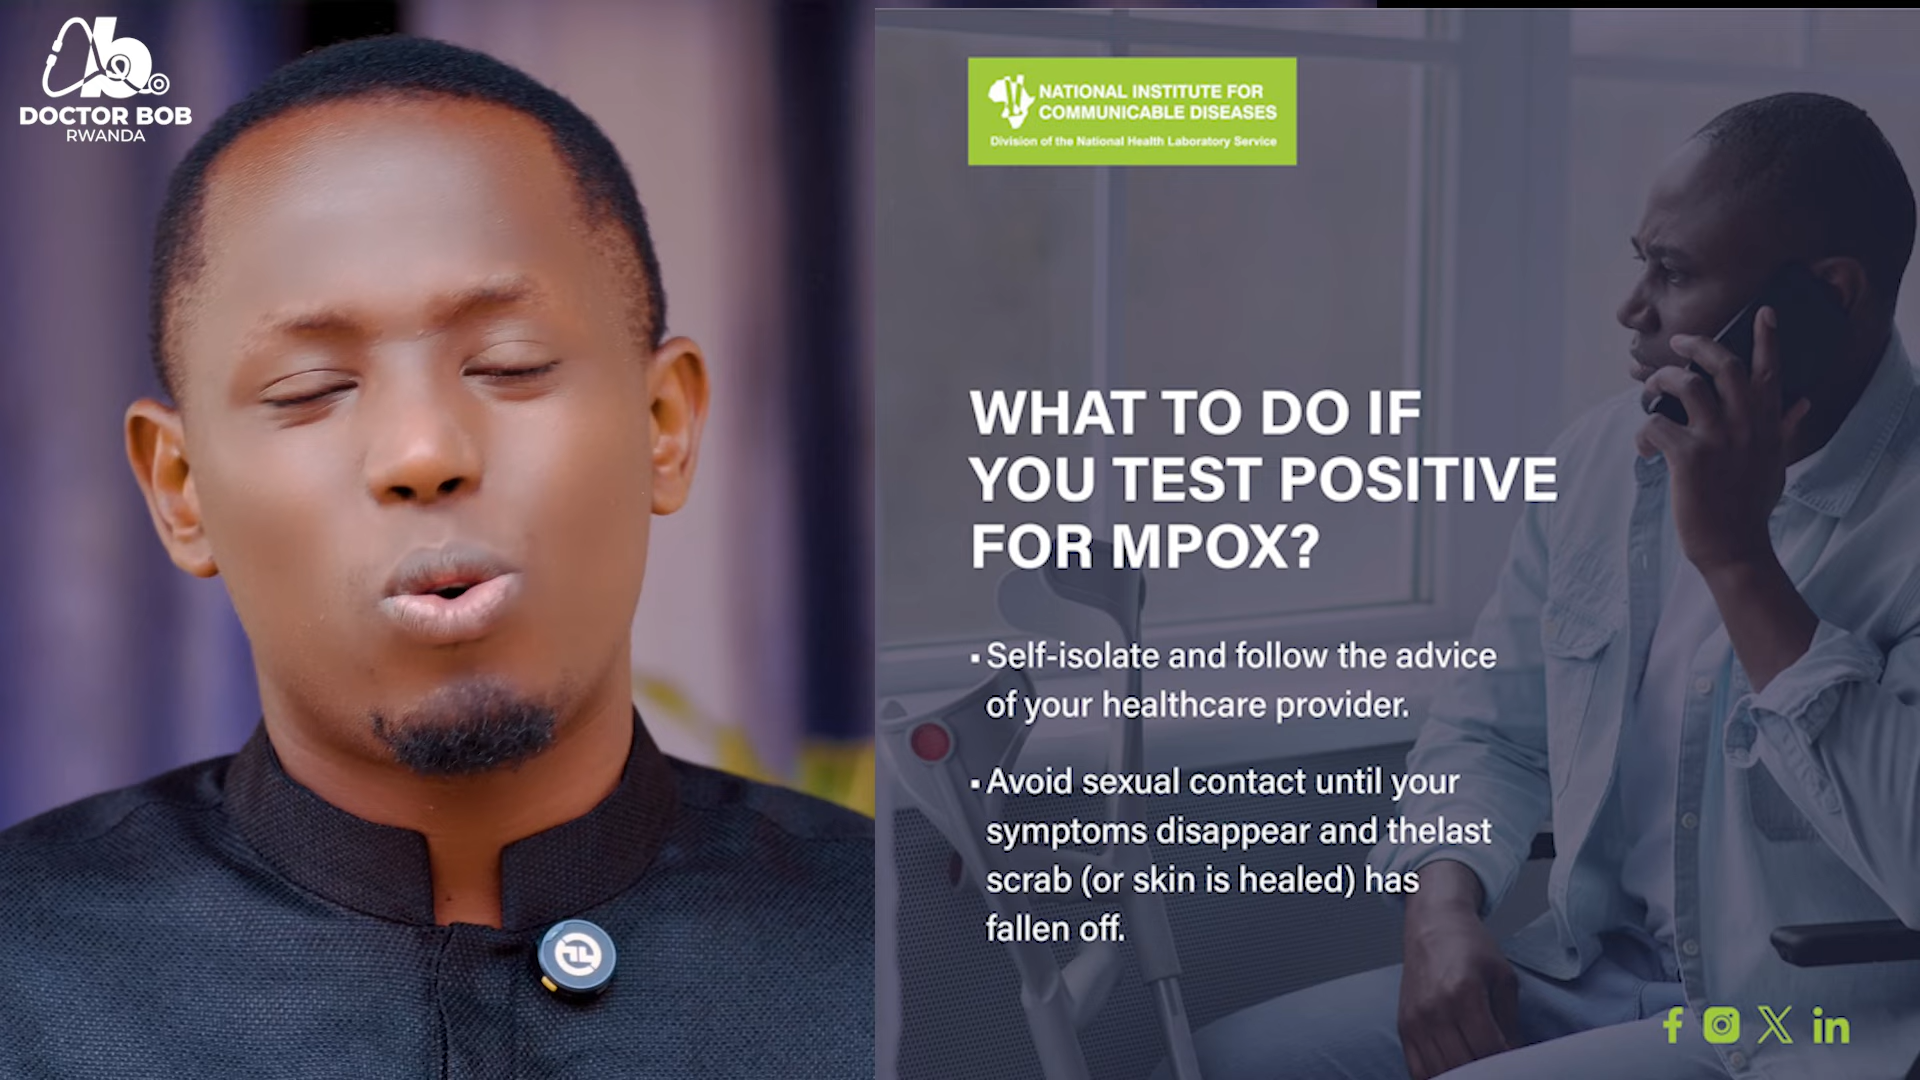 DOCTOR BOB
RWANDA
NATIONAL INSTITUTE FOR
COMMUNICABLE DISEASES
Division of the National Health Laboratory Service
WHAT TO DO IF
YOU TEST POSITIVE
FOR MPOX?
▪ Self-isolate and follow the advice
of your healthcare provider.
▪ Avoid sexual contact until your
symptoms disappear and thelast
scrab (or skin is healed) has
fallen off.